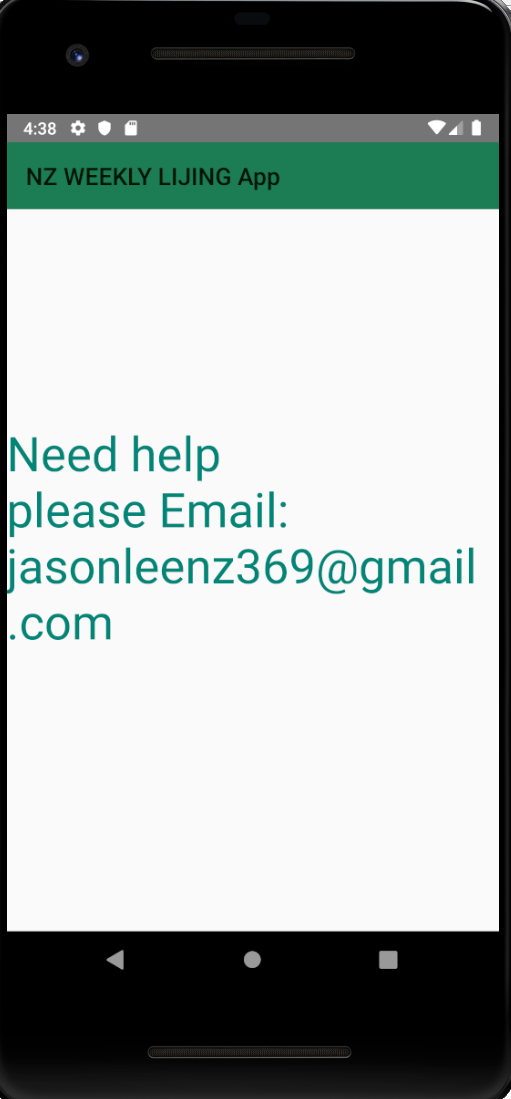 4:38
NZ WEEKLY LIJING App
Need help
please Email:
jasonleenz369@gmail
.com